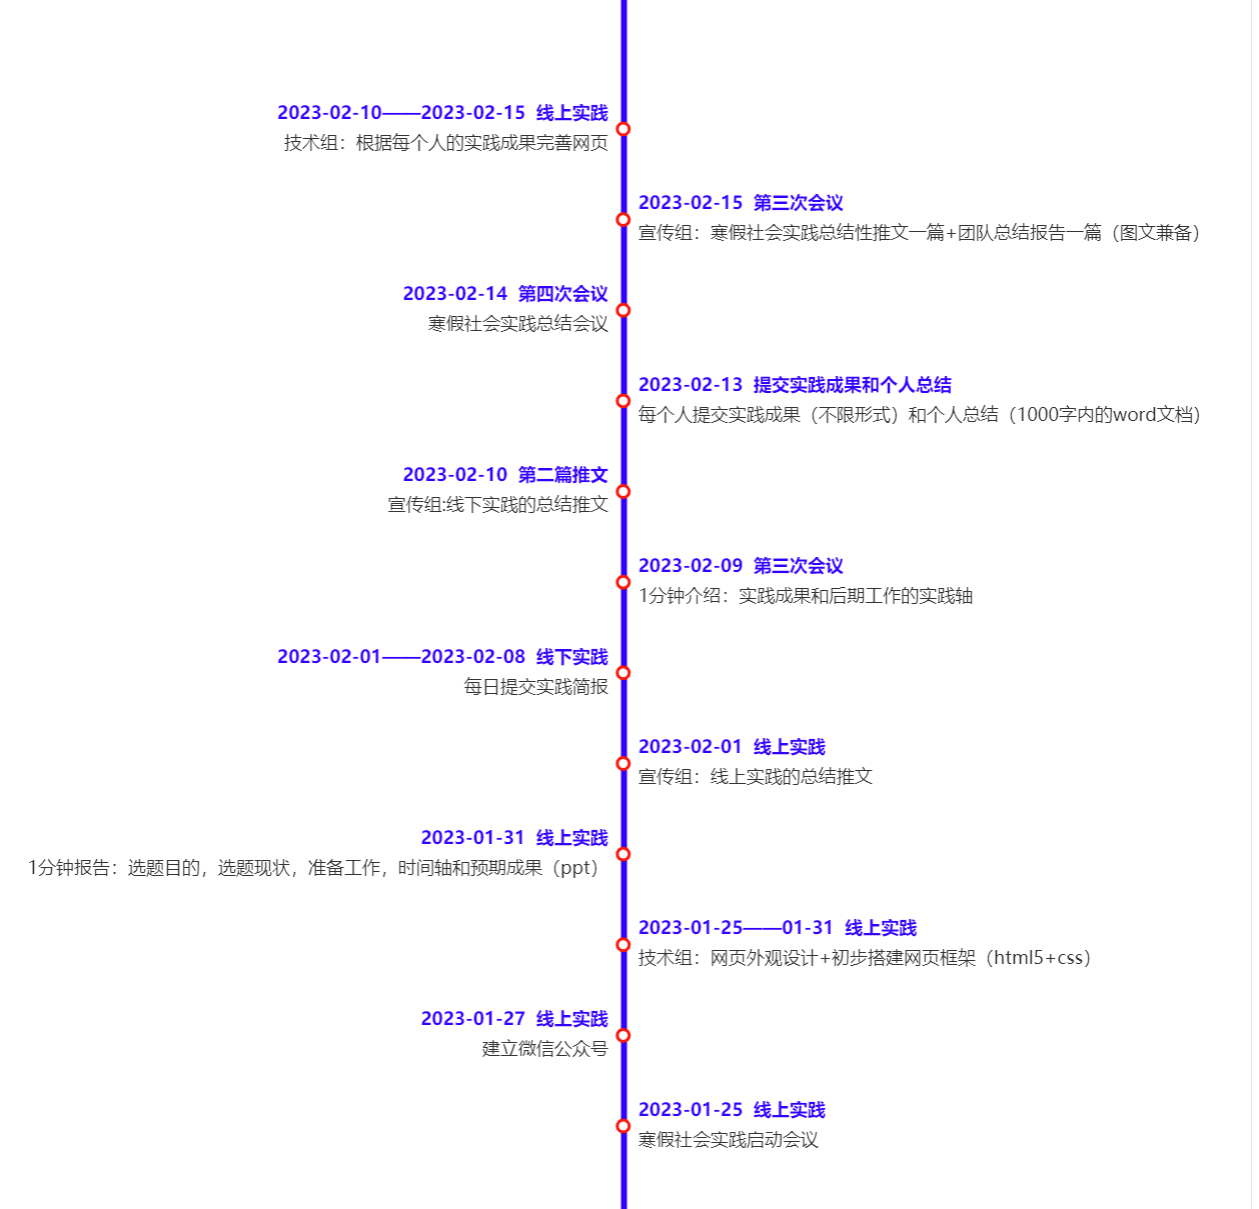 2023-02-10——2023-02-15 线上实践
技术组：根据每个人的实践成果完善网页
2023-02-15 第三次会议
宣传组：寒假社会实践总结性推文一篇+团队总结报告一篇（图文兼备）
2023-02-14 第四次会议
寒假社会实践总结会议
2023-02-13 提交实践成果和个人总结
每个人提交实践成果（不限形式）和个人总结（1000字内的word文档）
2023-02-10 第二篇推文
宣传组:线下实践的总结推文
2023-02-09 第三次会议
1分钟介绍：实践成果和后期工作的实践轴
2023-02-01——2023-02-08 线下实践
每日提交实践简报
2023-02-01 线上实践
宣传组：线上实践的总结推文
2023-01-31 线上实践
1分钟报告：选题目的，选题现状，准备工作，时间轴和预期成果（ppt）
2023-01-25——01-31 线上实践
技术组：网页外观设计+初步搭建网页框架（html5+css）
2023-01-27 线上实践
建立微信公众号
2023-01-25 线上实践
寒假社会实践启动会议